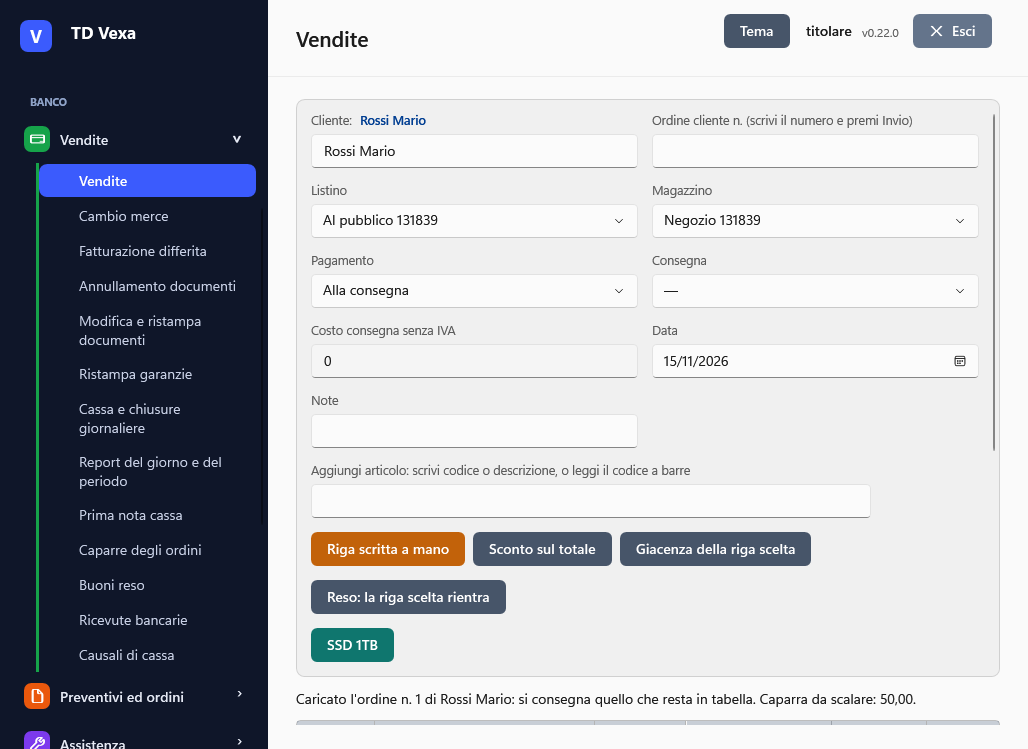 V
TD Vexa
BANCO
Vendite
Vendite
Cambio merce
Fatturazione differita
Annullamento documenti
Modifica e ristampa
documenti
Ristampa garanzie
Cassa e chiusure
giornaliere
Report del giorno e del
periodo
Prima nota cassa
Caparre degli ordini
Buoni reso
Ricevute bancarie
Causali di cassa
Preventivi ed ordini
Assistenza
Vendite
Tema
titolare
v0.22.0
Esci
Cliente: Rossi Mario
Rossi Mario
Ordine cliente n. (scrivi il numero e premi Invio)
Listino
Al pubblico 131839
Magazzino
Negozio 131839
Pagamento
Alla consegna
Consegna
—
Costo consegna senza IVA
0
Data
15/11/2026
Note
Aggiungi articolo: scrivi codice o descrizione, o leggi il codice a barre
Riga scritta a mano
Sconto sul totale
Giacenza della riga scelta
Reso: la riga scelta rientra
SSD 1TB
Caricato l'ordine n. 1 di Rossi Mario: si consegna quello che resta in tabella. Caparra da scalare: 50,00.